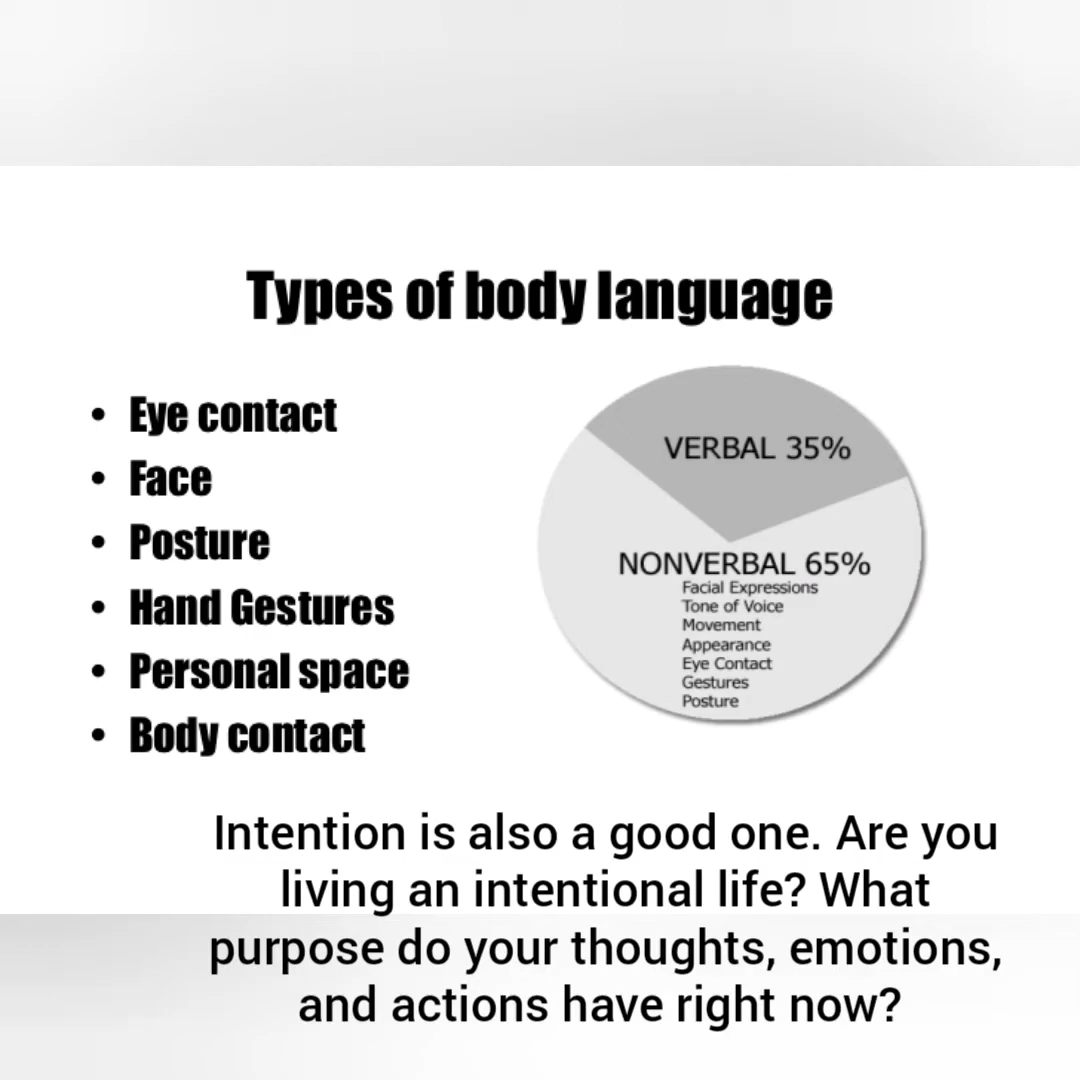 Types of body language
• Eye contact
• Face
• Posture
• Hand Gestures
• Personal space
• Body contact
VERBAL 35%
NONVERBAL 65%
Facial Expressions
Tone of Voice
Movement
Appearance
Eye Contact
Gestures
Posture
Intention is also a good one. Are you
living an intentional life? What
purpose do your thoughts, emotions,
and actions have right now?